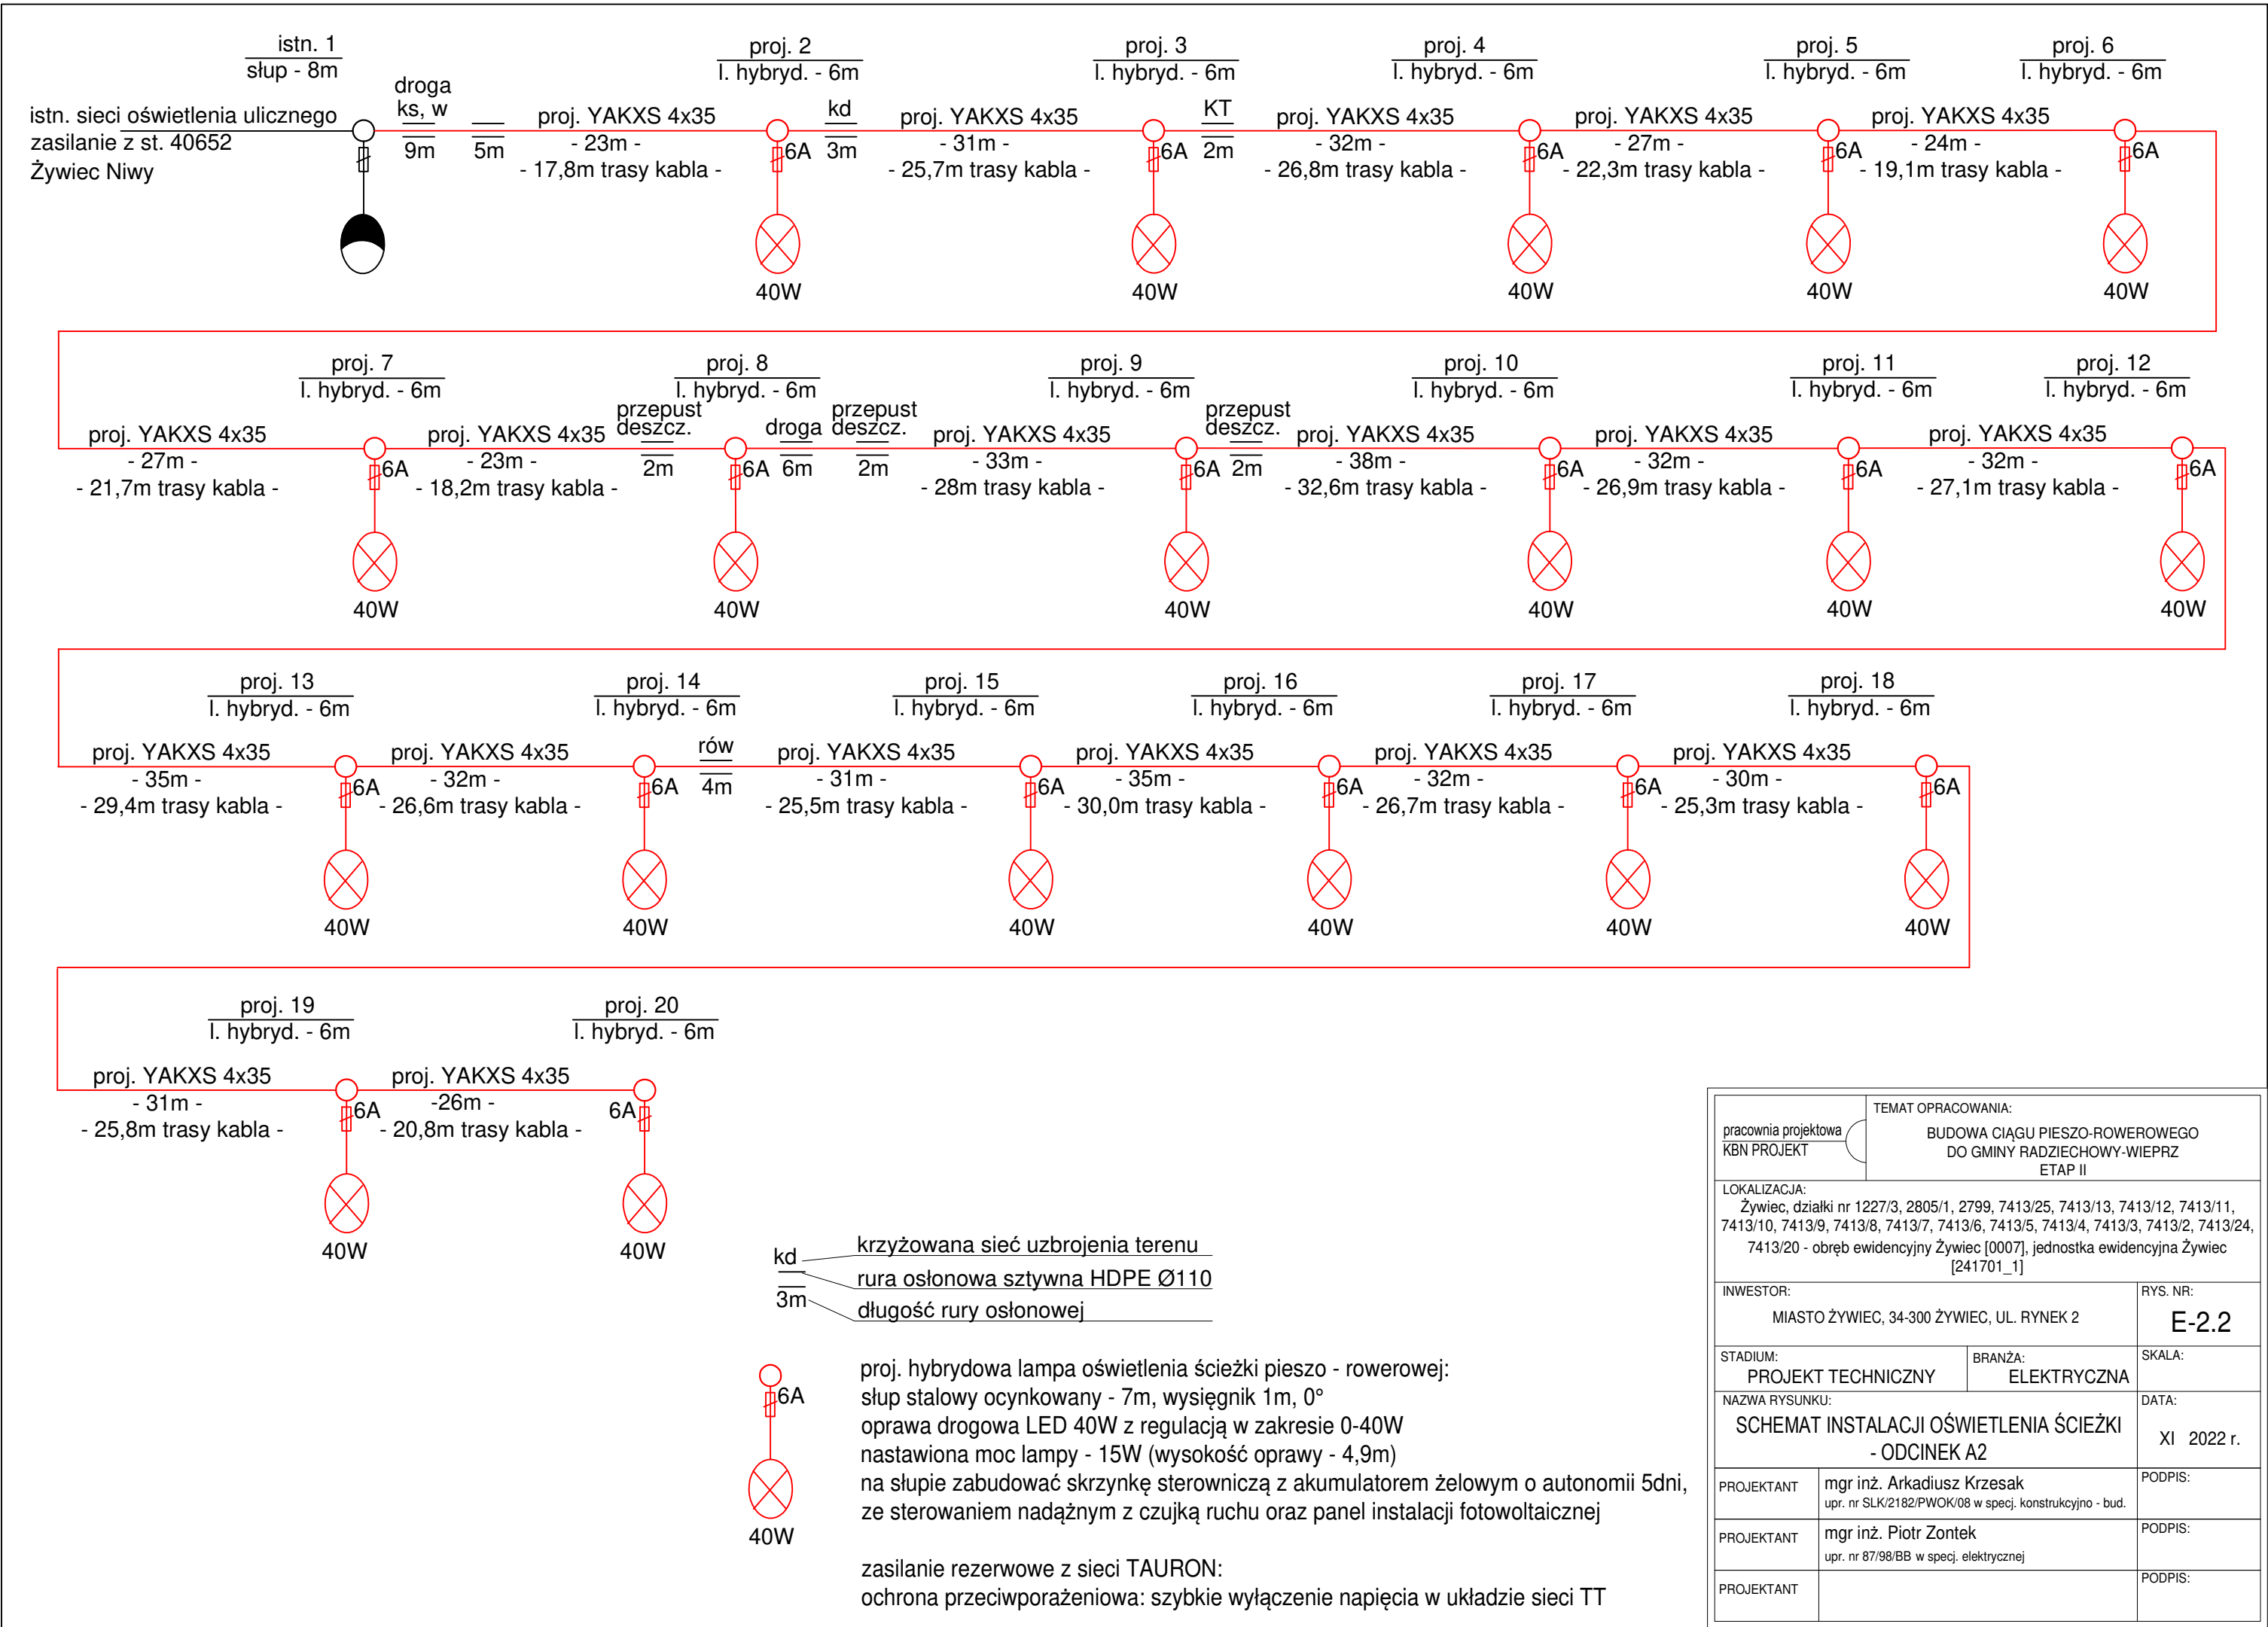 istn. 1
słup - 8m
istn. sieci oświetlenia ulicznego
zasilanie z st. 40652
Żywiec Niwy
droga
ks, w
9m
5m
proj. YAKXS 4x35
- 23m -
- 17,8m trasy kabla -
proj. 2
l. hybryd. - 6m
6A
40W
kd
3m
proj. YAKXS 4x35
- 31m -
- 25,7m trasy kabla -
proj. 3
l. hybryd. - 6m
6A
40W
KT
2m
proj. YAKXS 4x35
- 32m -
- 26,8m trasy kabla -
proj. 4
l. hybryd. - 6m
6A
40W
proj. YAKXS 4x35
- 27m -
- 22,3m trasy kabla -
proj. 5
l. hybryd. - 6m
6A
40W
proj. YAKXS 4x35
- 24m -
- 19,1m trasy kabla -
proj. 6
l. hybryd. - 6m
6A
40W
proj. YAKXS 4x35
- 27m -
- 21,7m trasy kabla -
proj. 7
l. hybryd. - 6m
6A
40W
proj. YAKXS 4x35
- 23m -
- 18,2m trasy kabla -
przepust
deszcz.
2m
proj. 8
l. hybryd. - 6m
6A
40W
droga
6m
przepust
deszcz.
2m
proj. YAKXS 4x35
- 33m -
- 28m trasy kabla -
proj. 9
l. hybryd. - 6m
6A
40W
przepust
deszcz.
2m
proj. YAKXS 4x35
- 38m -
- 32,6m trasy kabla -
proj. 10
l. hybryd. - 6m
6A
40W
proj. YAKXS 4x35
- 32m -
- 26,9m trasy kabla -
proj. 11
l. hybryd. - 6m
6A
40W
proj. YAKXS 4x35
- 32m -
- 27,1m trasy kabla -
proj. 12
l. hybryd. - 6m
6A
40W
proj. YAKXS 4x35
- 35m -
- 29,4m trasy kabla -
proj. 13
l. hybryd. - 6m
6A
40W
proj. YAKXS 4x35
- 32m -
- 26,6m trasy kabla -
proj. 14
l. hybryd. - 6m
6A
40W
rów
4m
proj. YAKXS 4x35
- 31m -
- 25,5m trasy kabla -
proj. 15
l. hybryd. - 6m
6A
40W
proj. YAKXS 4x35
- 35m -
- 30,0m trasy kabla -
proj. 16
l. hybryd. - 6m
6A
40W
proj. YAKXS 4x35
- 32m -
- 26,7m trasy kabla -
proj. 17
l. hybryd. - 6m
6A
40W
proj. YAKXS 4x35
- 30m -
- 25,3m trasy kabla -
proj. 18
l. hybryd. - 6m
6A
40W
proj. YAKXS 4x35
- 31m -
- 25,8m trasy kabla -
proj. 19
l. hybryd. - 6m
6A
40W
proj. YAKXS 4x35
-26m -
- 20,8m trasy kabla -
proj. 20
l. hybryd. - 6m
6A
40W
kd
3m
krzyżowana sieć uzbrojenia terenu
rura osłonowa sztywna HDPE Ø110
długość rury osłonowej
6A
40W
proj. hybrydowa lampa oświetlenia ścieżki pieszo - rowerowej:
słup stalowy ocynkowany - 7m, wysięgnik 1m, 0°
oprawa drogowa LED 40W z regulacją w zakresie 0-40W
nastawiona moc lampy - 15W (wysokość oprawy - 4,9m)
na słupie zabudować skrzynkę sterowniczą z akumulatorem żelowym o autonomii 5dni,
ze sterowaniem nadążnym z czujką ruchu oraz panel instalacji fotowoltaicznej
zasilanie rezerwowe z sieci TAURON:
ochrona przeciwporażeniowa: szybkie wyłączenie napięcia w układzie sieci TT
pracownia projektowa
KBN PROJEKT
TEMAT OPRACOWANIA:
BUDOWA CIĄGU PIESZO-ROWEROWEGO
DO GMINY RADZIECHOWY-WIEPRZ
ETAP II
LOKALIZACJA:
Żywiec, działki nr 1227/3, 2805/1, 2799, 7413/25, 7413/13, 7413/12, 7413/11,
7413/10, 7413/9, 7413/8, 7413/7, 7413/6, 7413/5, 7413/4, 7413/3, 7413/2, 7413/24,
7413/20 - obręb ewidencyjny Żywiec [0007], jednostka ewidencyjna Żywiec
[241701_1]
INWESTOR:
MIASTO ŻYWIEC, 34-300 ŻYWIEC, UL. RYNEK 2
RYS. NR:
E-2.2
STADIUM:
PROJEKT TECHNICZNY
BRANŻA:
ELEKTRYCZNA
SKALA:
NAZWA RYSUNKU:
SCHEMAT INSTALACJI OŚWIETLENIA ŚCIEŻKI
- ODCINEK A2
DATA:
XI 2022 r.
PROJEKTANT
mgr inż. Arkadiusz Krzesak
upr. nr SLK/2182/PWOK/08 w specj. konstrukcyjno - bud.
PODPIS:
PROJEKTANT
mgr inż. Piotr Zontek
upr. nr 87/98/BB w specj. elektrycznej
PODPIS:
PROJEKTANT
PODPIS: